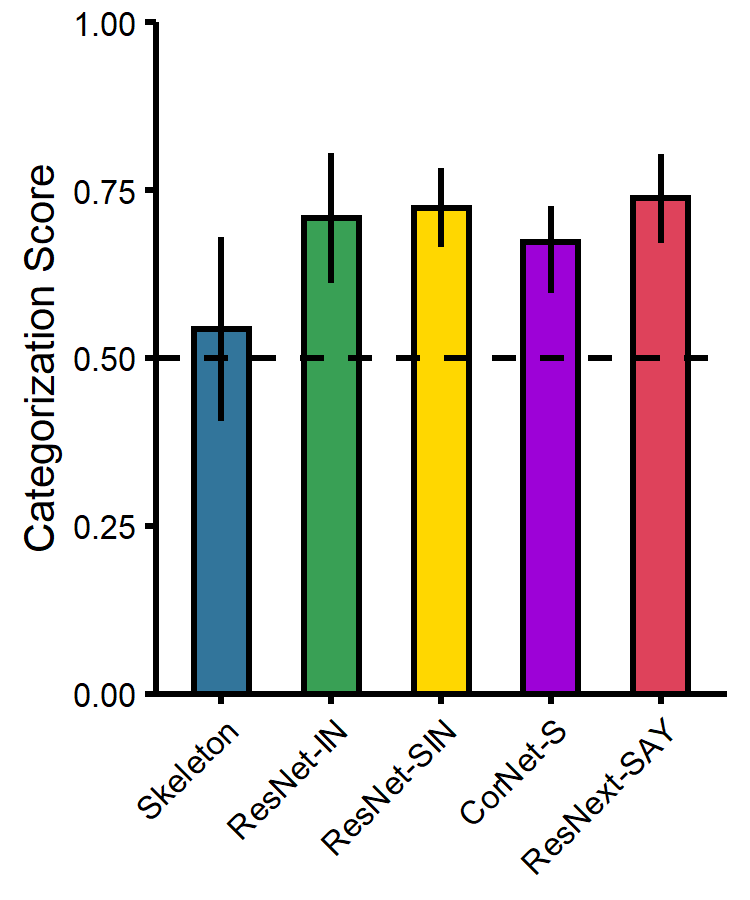 Categorization Score
1.00
0.75
0.50
0.25
0.00
Skeleton
ResNet-IN
ResNet-SIN
CorNet-S
ResNext-SAY